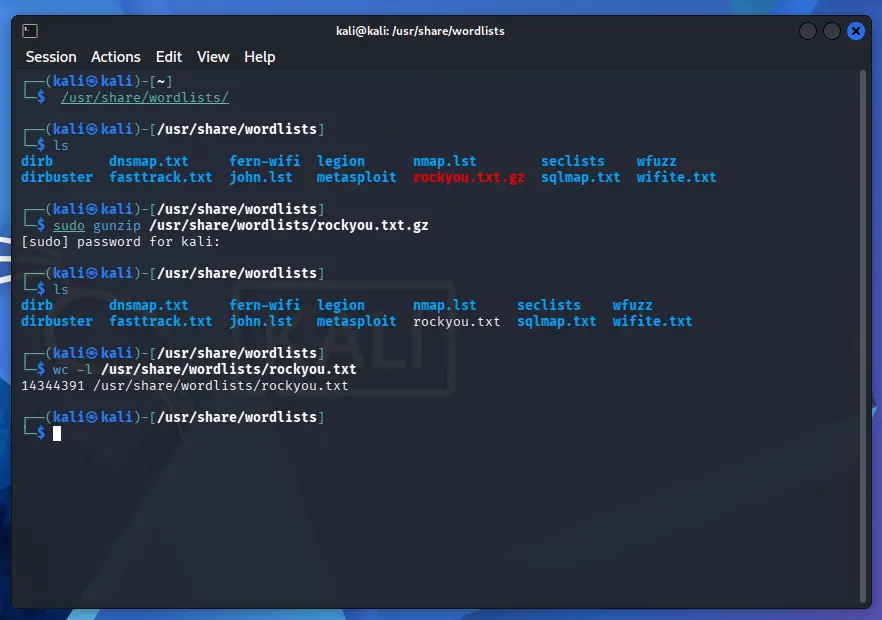 kali@kali: /usr/share/wordlists
Session Actions Edit View Help
┌──(kali㉿kali)-[~]
└─$ /usr/share/wordlists/
┌──(kali㉿kali)-[/usr/share/wordlists]
└─$ ls
dirb dnsmap.txt fern-wifi legion nmap.lst seclists wfuzz
dirbuster fasttrack.txt john.lst metasploit rockyou.txt.gz sqlmap.txt wifite.txt
┌──(kali㉿kali)-[/usr/share/wordlists]
└─$ sudo gunzip /usr/share/wordlists/rockyou.txt.gz
[sudo] password for kali:
┌──(kali㉿kali)-[/usr/share/wordlists]
└─$ ls
dirb dnsmap.txt fern-wifi legion nmap.lst seclists wfuzz
dirbuster fasttrack.txt john.lst metasploit rockyou.txt sqlmap.txt wifite.txt
┌──(kali㉿kali)-[/usr/share/wordlists]
└─$ wc -l /usr/share/wordlists/rockyou.txt
14344391 /usr/share/wordlists/rockyou.txt
┌──(kali㉿kali)-[/usr/share/wordlists]
└─$
KALI